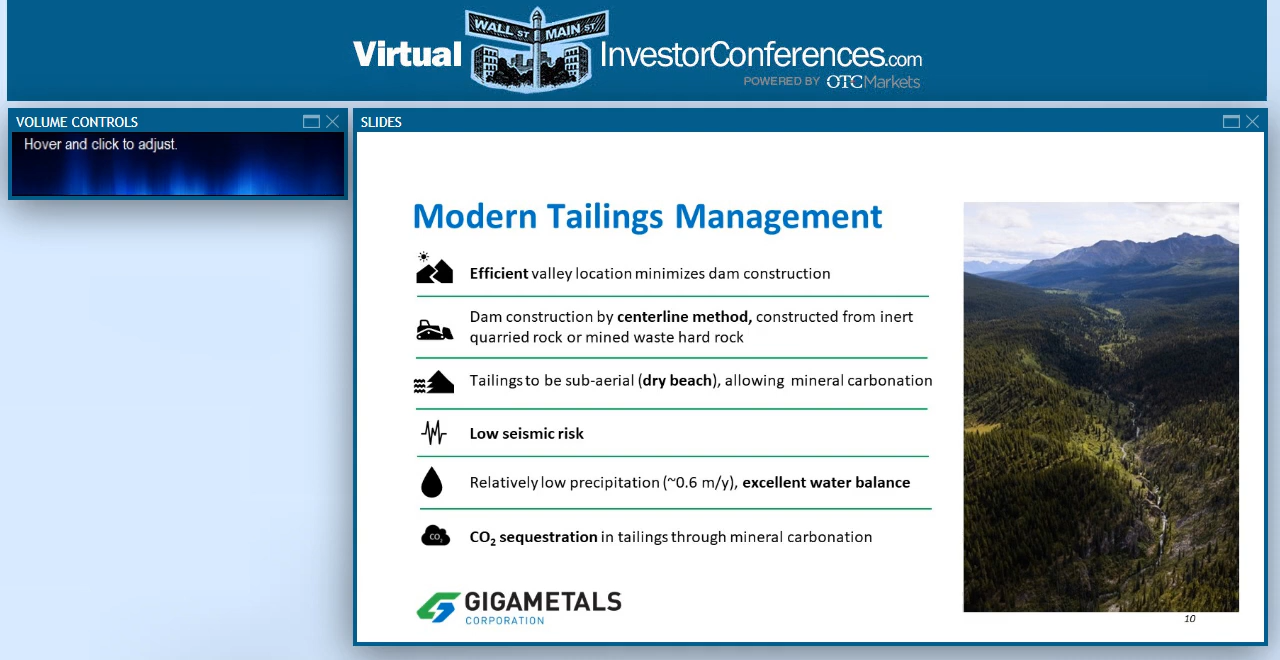 WALL ST MAIN ST
Virtual InvestorConferences.com
POWERED BY OTCMarkets
VOLUME CONTROLS
Hover and click to adjust.
SLIDES
Modern Tailings Management
Efficient valley location minimizes dam construction
Dam construction by centerline method, constructed from inert
quarried rock or mined waste hard rock
Tailings to be sub-aerial (dry beach), allowing mineral carbonation
Low seismic risk
Relatively low precipitation (~0.6 m/y), excellent water balance
CO₂
CO₂ sequestration in tailings through mineral carbonation
GIGAMETALS
CORPORATION
10